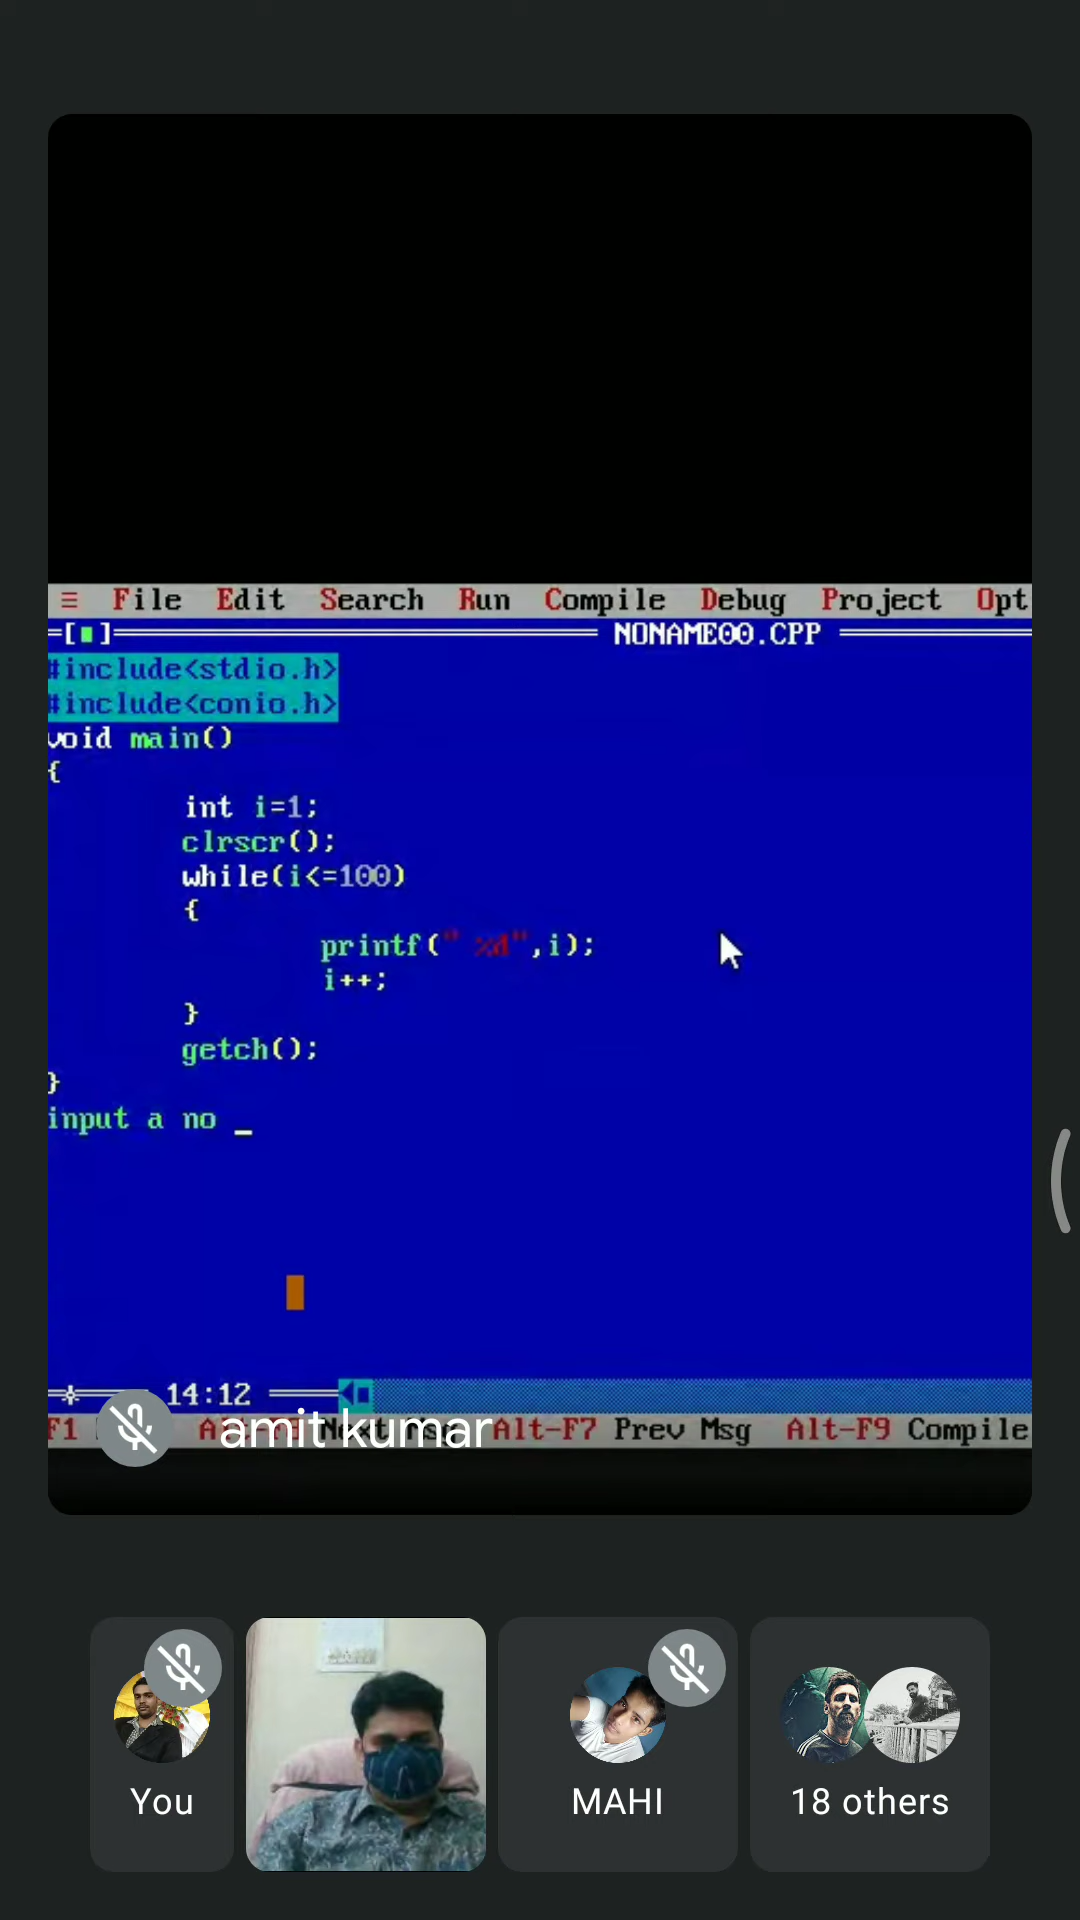 ≡ File Edit Search Run Compile Debug Project Opt
[■] NONAME00.CPP
#include<stdio.h>
#include<conio.h>
void main()
{
int i=1;
clrscr();
while(i<=100)
{
printf(" %d",i);
i++;
}
getch();
}
input a no _
14:12
F1 Next Msg Alt-F7 Prev Msg Alt-F9 Compile
amit kumar
You
MAHI
18 others